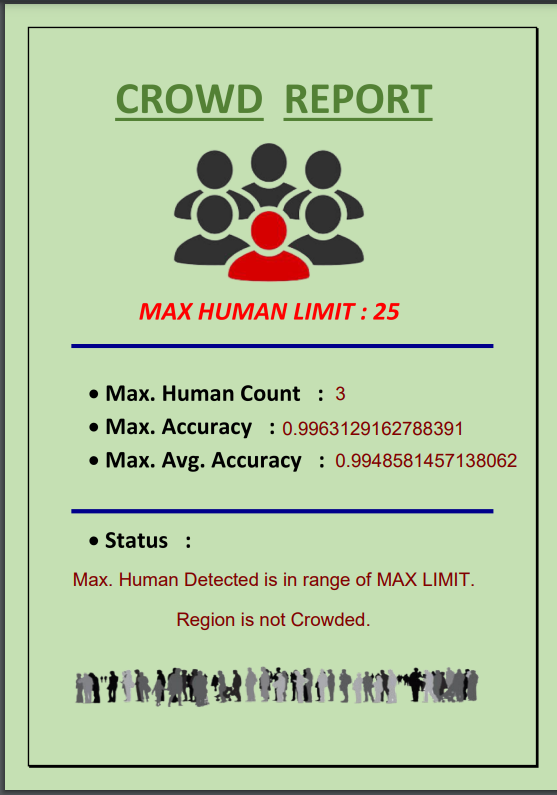 CROWD REPORT
MAX HUMAN LIMIT : 25
• Max. Human Count : 3
• Max. Accuracy : 0.9963129162788391
• Max. Avg. Accuracy : 0.9948581457138062
• Status :
Max. Human Detected is in range of MAX LIMIT.
Region is not Crowded.